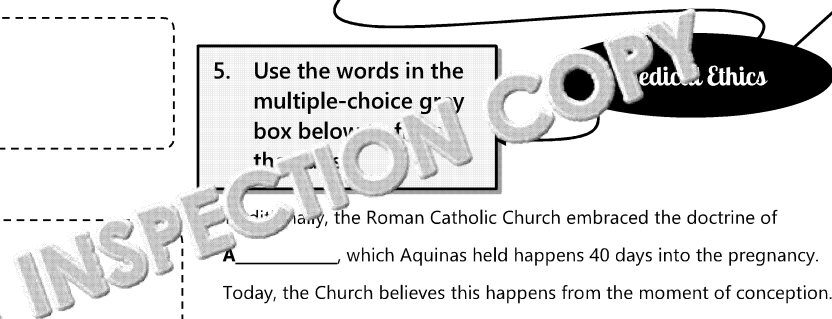 5. Use the words in the
multiple-choice grey
box below
Medical Ethics
INSPECTION COPY
Traditionally, the Roman Catholic Church embraced the doctrine of
A__________, which Aquinas held happens 40 days into the pregnancy.
Today, the Church believes this happens from the moment of conception.